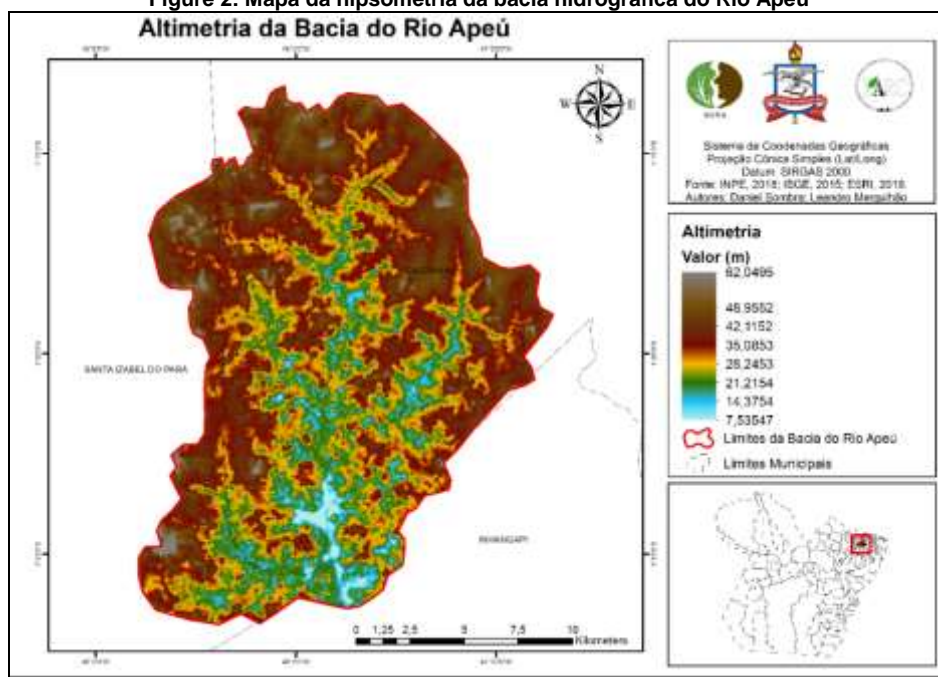 Figure 2. Mapa da hipsometria da bacia hidrográfica do Rio Apeú
Altimetria da Bacia do Rio Apeú
N
W E
S
SANTA IZABEL DO PARÁ
INHANGAPI
0 1,25 2,5 5 7,5 10
Kilometers
Sistema de Coodenadas Geográficas
Projeção Cônica Simples (Lat/Long)
Datum: SIRGAS 2000
Fonte: INPE, 2018; IBGE, 2015; ESRI, 2018.
Autores: Daniel Sombra; Leandro Mergulhão
Altimetria
Valor (m)
62,0495
48,9552
42,1152
35,0853
28,2453
21,2154
14,3754
7,53547
Limites da Bacia do Rio Apeú
Limites Municipais